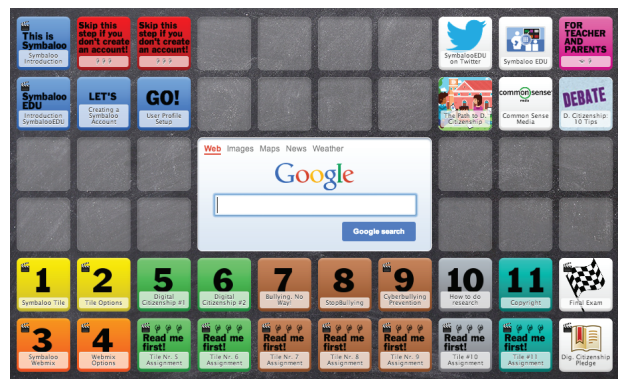 This is Symbaloo
Symbaloo Introduction
Skip this step if you don't create an account!
Skip this step if you don't create an account!
SymbalooEDU on Twitter
Symbaloo EDU
FOR TEACHER AND PARENTS
Symbaloo EDU
Introduction SymbalooEDU
LET'S
Creating a Symbaloo Account
GO!
User Profile Setup
The Path to D. Citizenship
common sense media
Common Sense Media
DEBATE
D. Citizenship: 10 Tips
Web Images Maps News Weather
Google
Google search
1
Symbaloo Tile
2
Tile Options
5
Digital Citizenship #1
6
Digital Citizenship #2
7
Bullying. No Way!
8
StopBullying
9
Cyberbullying Prevention
10
How to do research
11
Copyright
Final Exam
3
Symbaloo Webmix
4
Webmix Options
Read me first!
Tile Nr. 5 Assignment
Read me first!
Tile Nr. 6 Assignment
Read me first!
Tile Nr. 7 Assignment
Read me first!
Tile Nr. 8 Assignment
Read me first!
Tile Nr. 9 Assignment
Read me first!
Tile #10 Assignment
Read me first!
Tile #11 Assignment
Dig. Citizenship Pledge